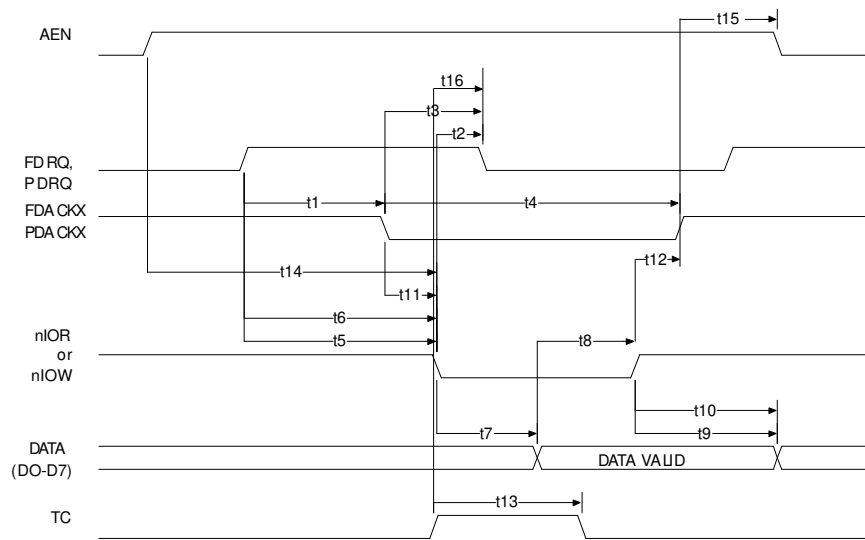 AEN
t15
t16
t3
t2
FDRQ,
PDRQ
t1
t4
FDACKX
PDACKX
t12
t14
t11
t6
t5
t8
nIOR
or
nIOW
t10
t7
t9
DATA
(DO-D7)
DATA VALID
t13
TC